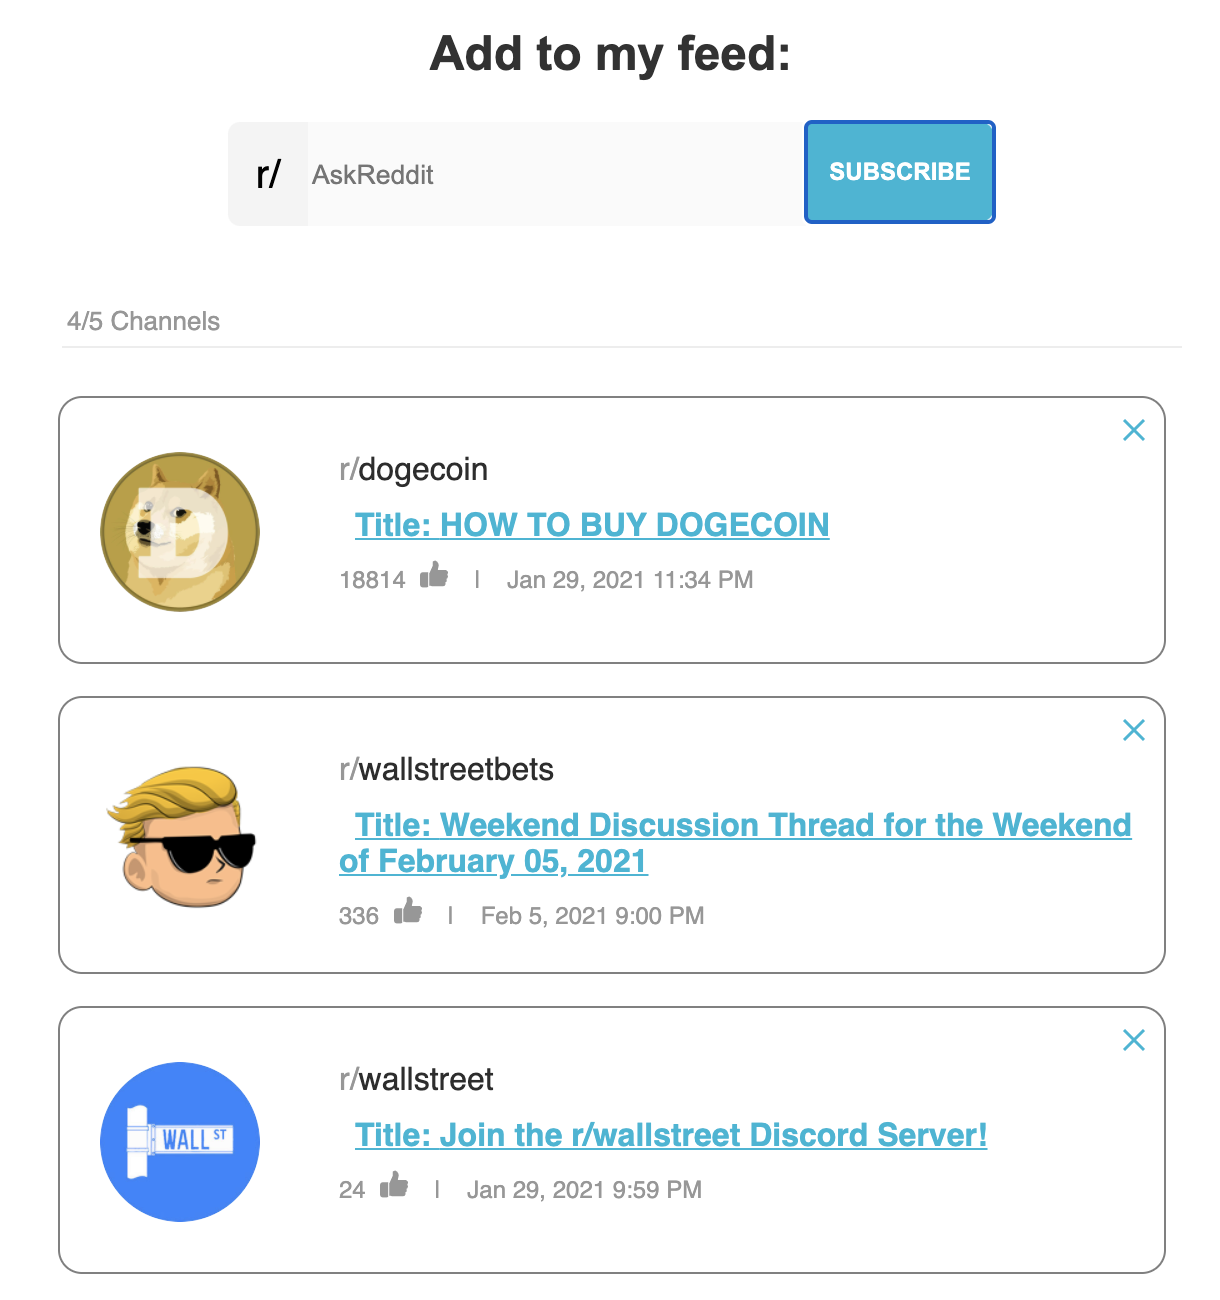 Add to my feed:
r/ AskReddit SUBSCRIBE
4/5 Channels
r/dogecoin
Title: HOW TO BUY DOGECOIN
18814 | Jan 29, 2021 11:34 PM
D
r/wallstreetbets
Title: Weekend Discussion Thread for the Weekend
of February 05, 2021
336 | Feb 5, 2021 9:00 PM
r/wallstreet
Title: Join the r/wallstreet Discord Server!
24 | Jan 29, 2021 9:59 PM
WALL ST